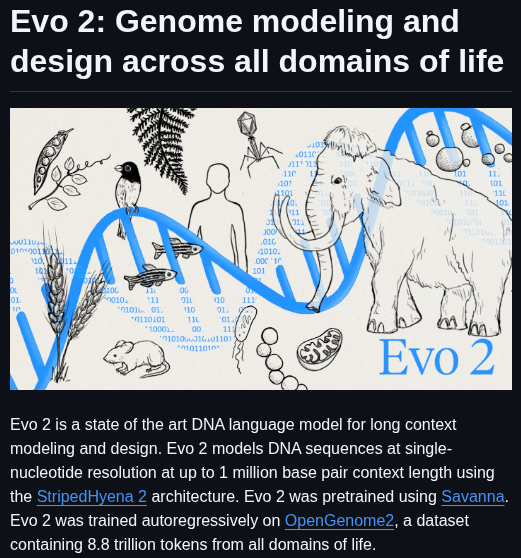 Evo 2: Genome modeling and
design across all domains of life
Evo 2
Evo 2 is a state of the art DNA language model for long context
modeling and design. Evo 2 models DNA sequences at single-
nucleotide resolution at up to 1 million base pair context length using
the StripedHyena 2 architecture. Evo 2 was pretrained using Savanna.
Evo 2 was trained autoregressively on OpenGenome2, a dataset
containing 8.8 trillion tokens from all domains of life.